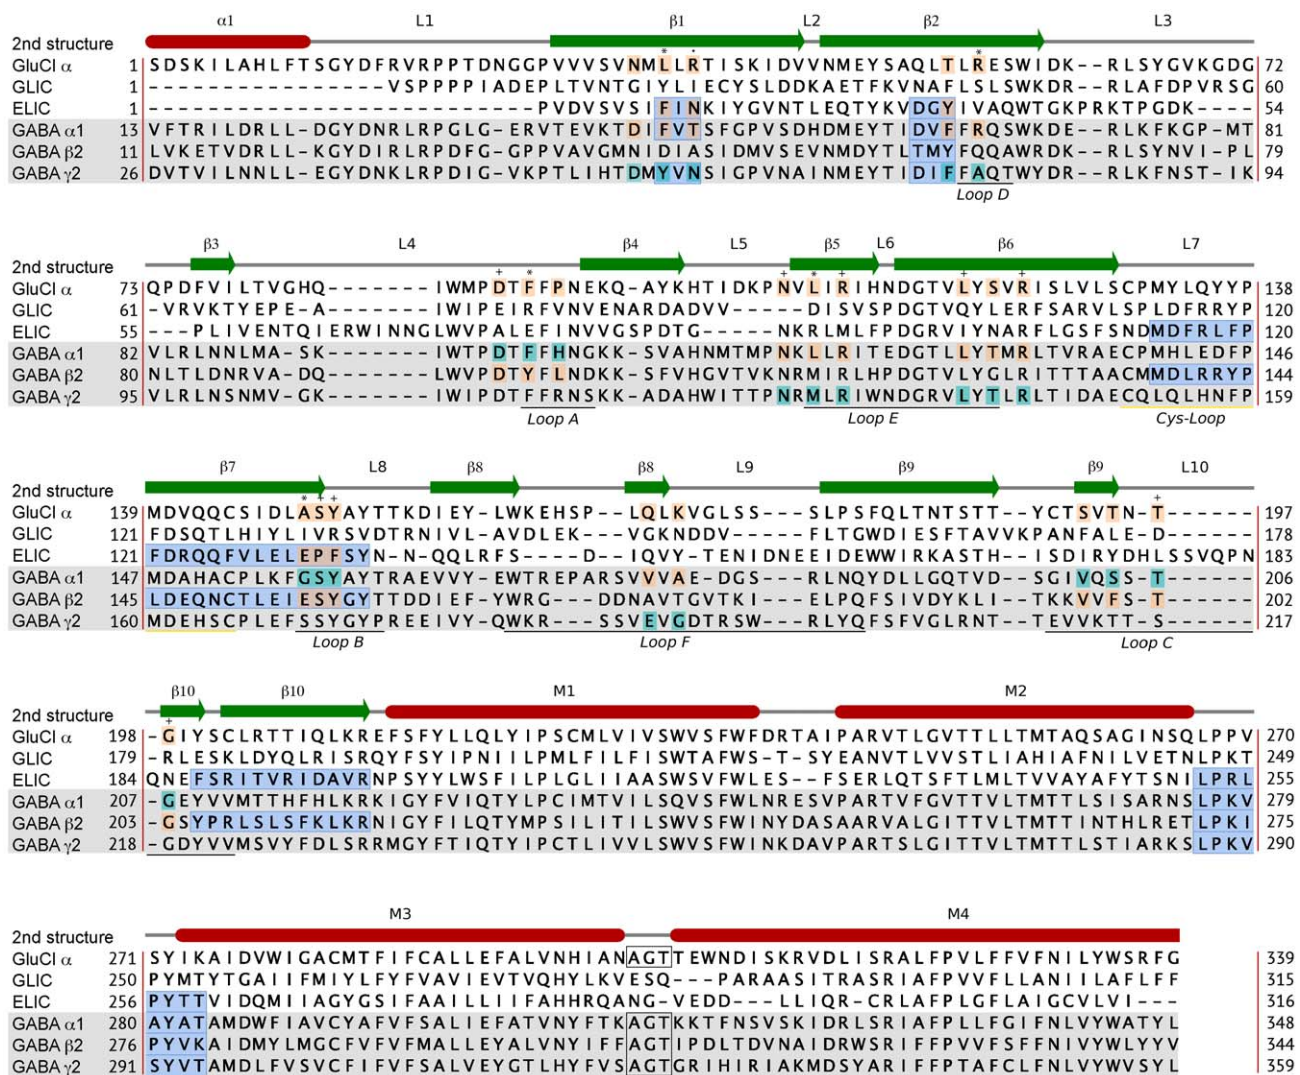 α1 L1 β1 L2 β2 L3
2nd structure
* · *
GluCl α 1 SDSKILAHLFTSGYDFRVRPPTDNGGPVVVSVNMLLRTISKIDVVNMEYSAQLTLRESWIDK--RLSYGVKGDG 72
GLIC 1 ----------------VSPPPPIADEPLTVNTGIYLIECYSLDDKAETFKVNAFLSLSWKDR--RLAFDPVRSG 60
ELIC 1 --------------------------PVDVSVSIFINKIYGVNTLEQTYKVDGYIVAQWTGKPRKTPGDK---- 54
GABA α1 13 VFTRILDRLL-DGYDNRLRPGLG-ERVTEVKTDIFVTSFGPVSDHDMEYTIDVFFRQSWKDE--RLKFKGP-MT 81
GABA β2 11 LVKETVDRLL-KGYDIRLRPDFG-GPPVAVGMNIDIASIDMVSEVNMDYTLTMYFQQAWRDK--RLSYNVI-PL 79
GABA γ2 26 DVTVILNNLL-EGYDNKLRPDIG-VKPTLIHTDMYVNSIGPVNAINMEYTIDIFFAQTWYDR--RLKFNST-IK 94
Loop D
β3 L4 β4 L5 β5 L6 β6 L7
2nd structure
+ * + * + + +
GluCl α 73 QPDFVILTVGHQ-------IWMPDTFFPNEKQ-AYKHTIDKPNVLIRIHNDGTVLYSVRISLVLSCPMYLQYYP 138
GLIC 61 -VRVKTYEPE-A-------IWIPEIRFVNVENARDADVV----DISVSPDGTVQYLERFSARVLSPLDFRRYP 120
ELIC 55 ---PLIVENTQIERWINNGLWVPALEFINVVGSPDTG-----NKRLMLFPDGRVIYNARFLGSFSNDMDFRLFP 120
GABA α1 82 VLRLNNLMA-SK-------IWTPDTFFHNGKK-SVAHNMTMPNKLLRITEDGTLLYTMRLTVRAECPMHLEDFP 146
GABA β2 80 NLTLDNRVA-DQ-------LWVPDTYFLNDKK-SFVHGVTVKNRMIRLHPDGTVLYGLRITTTAACMMDLRRYP 144
GABA γ2 95 VLRLNSNMV-GK-------IWIPDTFFRNSKK-ADAHWITTPNRMLRIWNDGRVLYTLRLTIDAECQLQLHNFP 159
Loop A Loop E Cys-Loop
β7 L8 β8 β8 L9 β9 β9 L10
2nd structure
* + + +
GluCl α 139 MDVQQCSIDLASYAYTTKDIEY-LWKEHSP---LQLKVGLSS---SLPSFQLTNTSTT--YCTSVTN-T------ 197
GLIC 121 FDSQTLHIYLIVRSVDTRNIVL-AVDLEK----VGKNDDV-----FLTGWDIESFTAVVKPANFALE-D------ 178
ELIC 121 FDRQQFVLELEPFSYN-N-QQLRFS----D---IQVY-TENIDNEEIDEWWIRKASTH---ISDIRYDHLSSVQPN 183
GABA α1 147 MDAHACPLKFGSYAYTRAEVVY-EWTREPARSVVVAE-DGS---RLNQYDLLGQTVD---SGIVQSS-T------ 206
GABA β2 145 LDEQNCTLEIESYGYTTDDIEF-YWRG---DDNAVTGVTKI---ELPQFSIVDYKLI---TKKVVFS-T------ 202
GABA γ2 160 MDEHSCPLEFSSYGYPREEIVY-QWKR---SSVEVGDTRSW---RLYQFSFVGLRNT---TEVVKTT-S------ 217
Loop B Loop F Loop C
β10 β10 M1 M2
2nd structure
+
GluCl α 198 -GIYSCLRTTIQLKREFSFYLLQLYIPSCMLVIVSWVSFWFDRTAIPARVTLGVTTLLTMTAQSAGINSQLPPV 270
GLIC 179 -RLESKLDYQLRISRQYFSYIPNIILPMLFILFISWTAFWS-T-SYEANVTLVVSTLIAHIAFNILVETNLPKT 249
ELIC 184 QNEFSRITVRIDAVRNPSYYLWSFILPLGLIIAASWSVFWLES--FSERLQTSFTLMLTVVAYAFYTSNILPRL 255
GABA α1 207 -GEYVVMTTHFHLKRKIGYFVIQTYLPCIMTVILSQVSFWLNRESVPARTVFGVTTVLTMTTLSISARNSLPKV 279
GABA β2 203 -GSYPRLSLSFKLKRNIGYFILQTYMPSILITILSWVSFWINYDASAARVALGITTVLTMTTINTHLRETLPKI 275
GABA γ2 218 -GDYVVMSVYFDLSRRMGYFTIQTYIPCTLIVVLSWVSFWINKDAVPARTSLGITTVLTMTTLSTIARKSLPKV 290
M3 M4
2nd structure
GluCl α 271 SYIKAIDVWIGACMTFIFCALLEFALVNHIANAGTTEWNDISKRVDLISRALFPVLFFVFNILYWSRFG 339
GLIC 250 PYMTYTGAIIFMIYLFYFVAVIEVTVQHYLKVESQ---PARAASITRASRIAFPVVFLLANIILAFLFF 315
ELIC 256 PYTTVIDQMIIAGYGSIFAAILLIIFAHHRQANG-VEDD---LLIQR-CRLAFPLGFLAIGCVLVI--- 316
GABA α1 280 AYATAMDWFIAVCYAFVFSALIEFATVNYFTKAGTKKTFNSVSKIDRLSRIAFPLLFGIFNLVYWATYL 348
GABA β2 276 PYVKAIDMYLMGCFVFVFMALLEYALVNYIFFAGTIPDLTDVNAIDRWSRIFFPVVFSFFNIVYWLYYV 344
GABA γ2 291 SYVTAMDLFVSVCFIFVFSALVEYGTLHYFVSAGTGRIHIRIAKMDSYARIFFPTAFCLFNLVYWVSYL 359